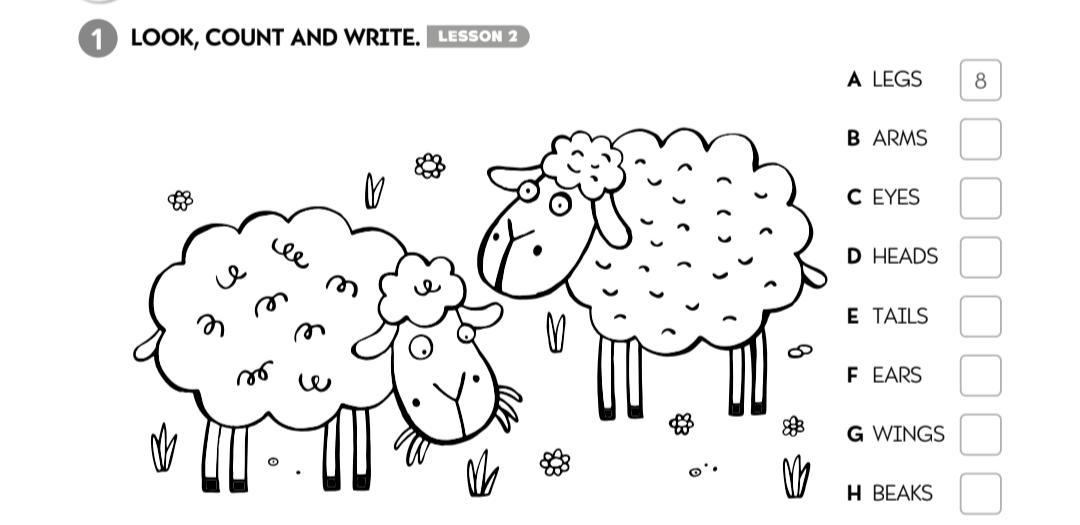 1 LOOK, COUNT AND WRITE. LESSON 2
A LEGS 8
B ARMS
C EYES
D HEADS
E TAILS
F EARS
G WINGS
H BEAKS